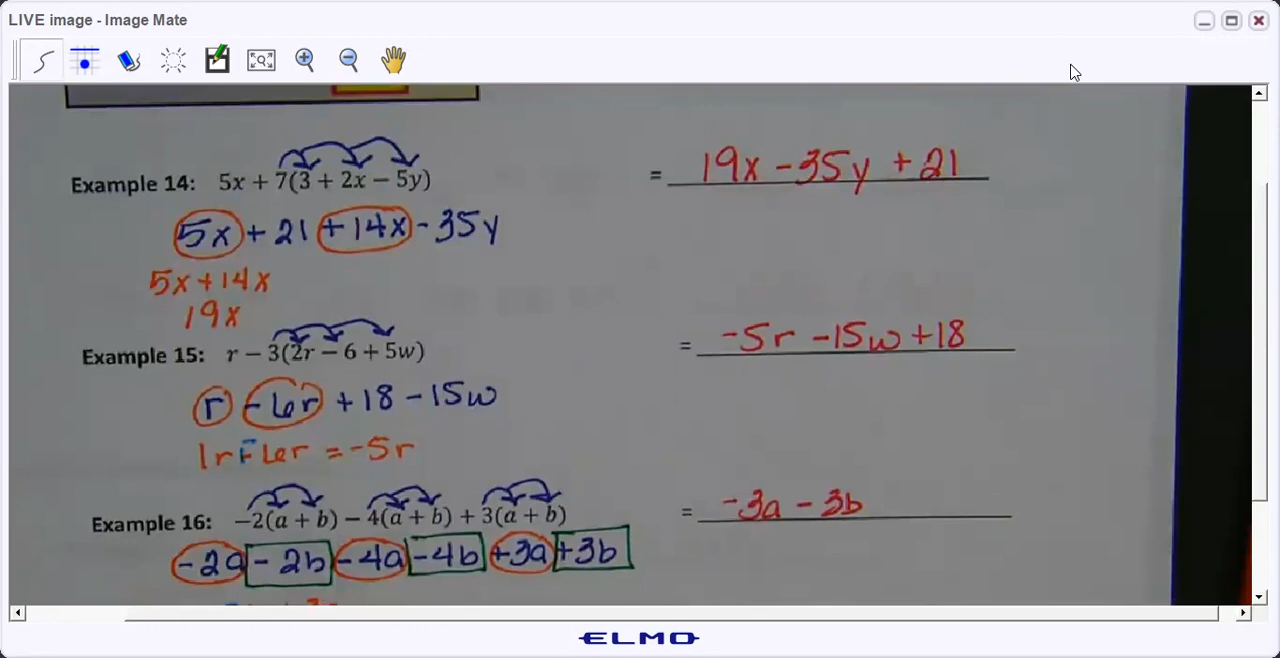 LIVE image - Image Mate
Example 14: 5x + 7(3 + 2x − 5y) = 19x - 35y + 21
5x + 21 + 14x - 35y
5x + 14x
19x
Example 15: r − 3(2r − 6 + 5w) = -5r - 15w + 18
r - 6r + 18 - 15w
1r + -6r = -5r
Example 16: −2(a + b) − 4(a + b) + 3(a + b) = -3a - 3b
-2a - 2b - 4a - 4b + 3a + 3b
ELMO